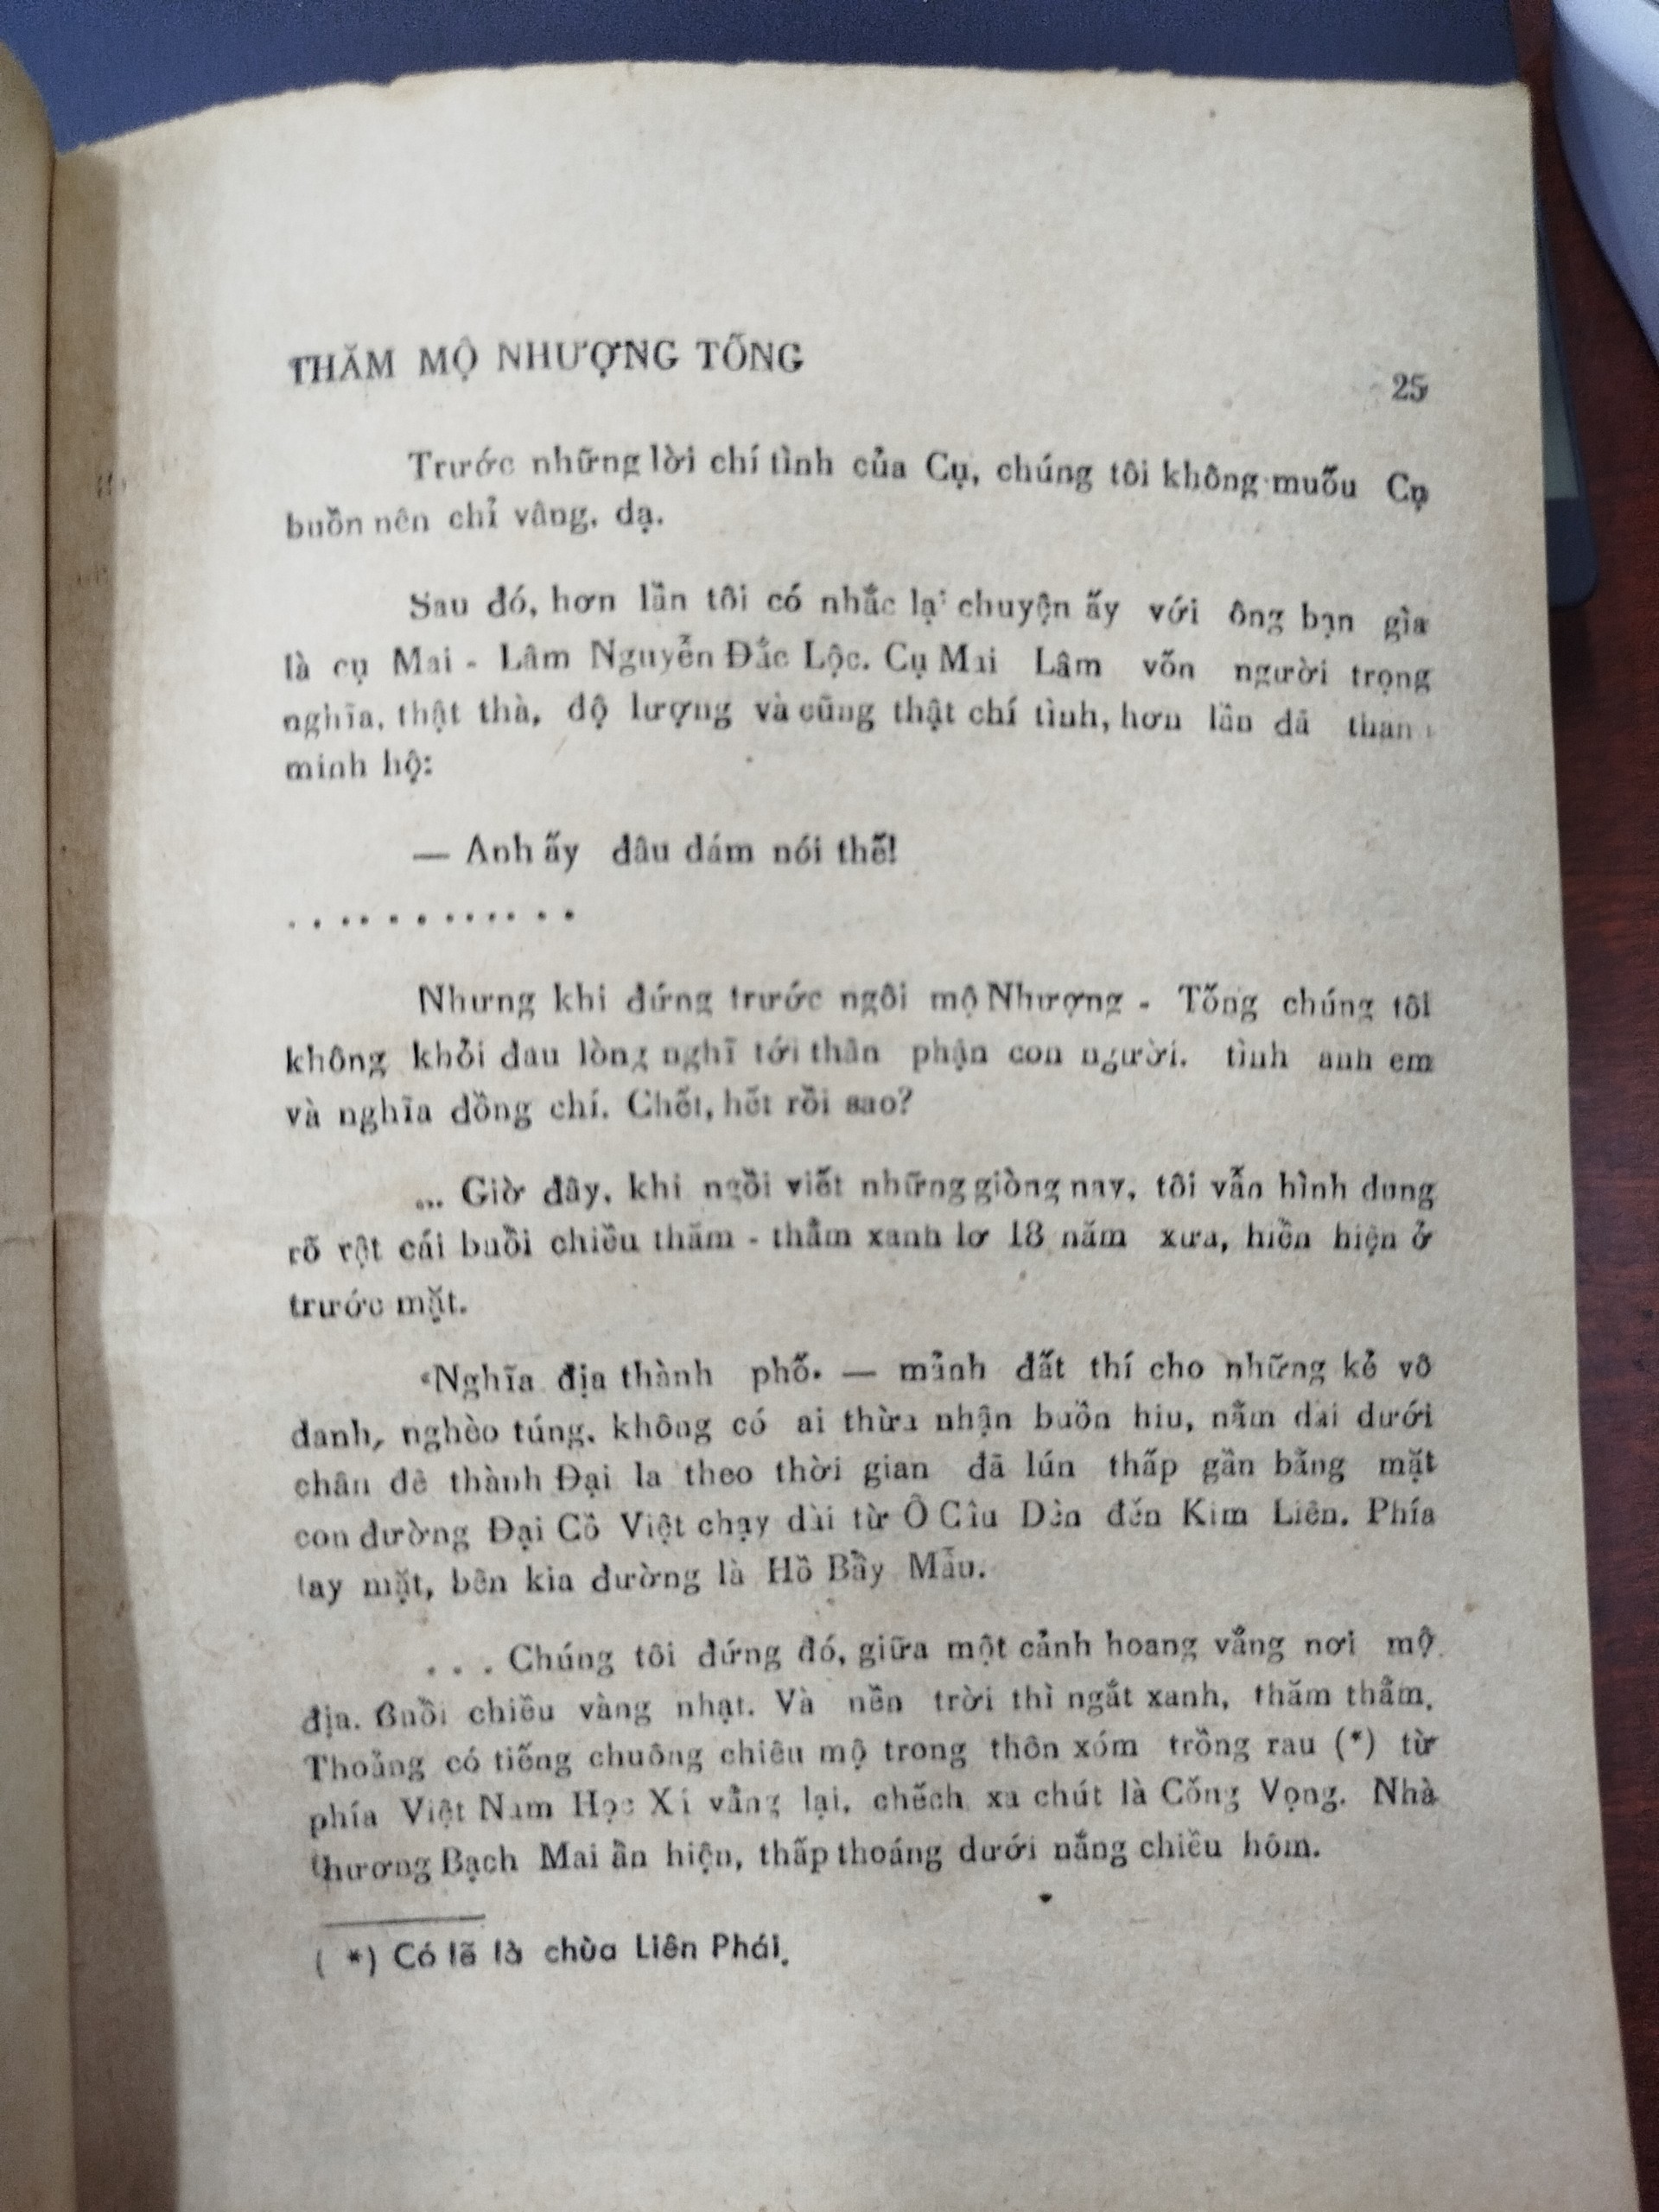 THĂM MỘ NHƯỢNG TỐNG
25
Trước những lời chí tình của Cụ, chúng tôi không muốu Cụ
buồn nên chỉ vâng, dạ.
Sau đó, hơn lần tôi có nhắc lại chuyện ấy với ông bạn gìa
là cụ Mai - Lâm Nguyễn Đắc Lộc. Cụ Mai Lâm vốn người trọng
nghĩa, thật thà, độ lượng và cũng thật chí tình, hơn lần đã than
minh hộ:
— Anh ấy đâu dám nói thế!
. . . . . . . . . . . .
Nhưng khi đứng trước ngôi mộ Nhượng - Tống chúng tôi
không khỏi đau lòng nghĩ tới thân phận con người. tình anh em
và nghĩa đồng chí. Chết, hết rồi sao?
... Giờ đây, khi ngồi viết những giòng nay, tôi vẫn hình dung
rõ rệt cái buổi chiều thăm - thẳm xanh lơ 18 năm xưa, hiển hiện ở
trước mặt.
«Nghĩa địa thành phố. — mảnh đất thí cho những kẻ vô
danh, nghèo túng, không có ai thừa nhận buồn hiu, nằm dài dưới
chân đê thành Đại la theo thời gian đã lún thấp gần bằng mặt
con đường Đại Cồ Việt chạy dài từ Ô Cầu Dền đến Kim Liên. Phía
tay mặt, bên kia đường là Hồ Bầy Mẫu.
. . . Chúng tôi đứng đó, giữa một cảnh hoang vắng nơi mộ
địa. Buổi chiều vàng nhạt. Và nền trời thì ngắt xanh, thăm thẳm.
Thoảng có tiếng chuông chiêu mộ trong thôn xóm trồng rau (*) từ
phía Việt Nam Học Xá vẳng lại, chếch xa chút là Cống Vọng. Nhà
thương Bạch Mai ẩn hiện, thấp thoáng dưới nắng chiều hôm.
( *) Có lẽ là chùa Liên Phái.